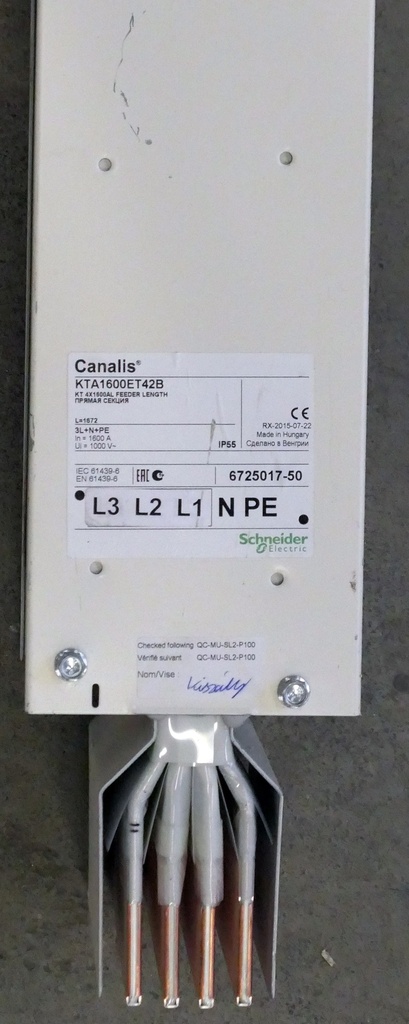 Canalis®
KTA1600ET42B
KT 4X1600AL FEEDER LENGTH
ПРЯМАЯ СЕКЦИЯ
L=1672
3L+N+PE
In = 1600 A
Ui = 1000 V~
IP55
CE
RX-2015-07-22
Made in Hungary
Сделано в Венгрии
IEC 61439-6
EN 61439-6
EAC
6725017-50
L3 L2 L1 N PE
Schneider
Electric
Checked following QC-MU-SL2-P100
Vérifié suivant QC-MU-SL2-P100
Nom/Vise